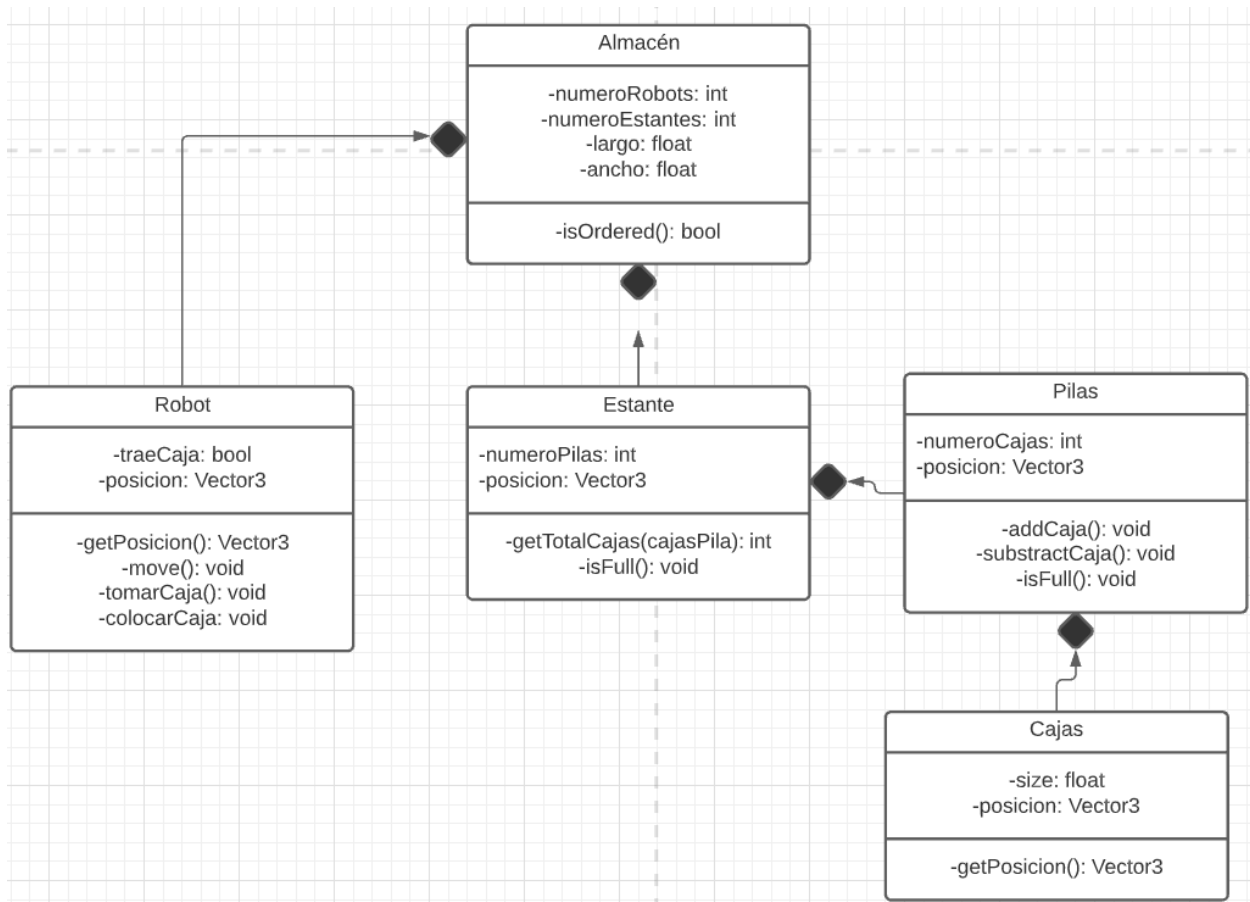 Almacén
-numeroRobots: int
-numeroEstantes: int
-largo: float
-ancho: float
-isOrdered(): bool
Robot
-traeCaja: bool
-posicion: Vector3
-getPosicion(): Vector3
-move(): void
-tomarCaja(): void
-colocarCaja: void
Estante
-numeroPilas: int
-posicion: Vector3
-getTotalCajas(cajasPila): int
-isFull(): void
Pilas
-numeroCajas: int
-posicion: Vector3
-addCaja(): void
-substractCaja(): void
-isFull(): void
Cajas
-size: float
-posicion: Vector3
-getPosicion(): Vector3